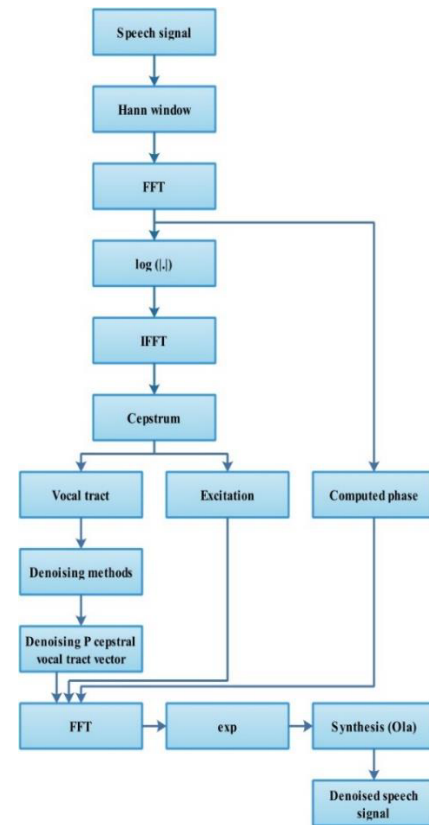 Speech signal
Hann window
FFT
log (|.|)
IFFT
Cepstrum
Vocal tract
Excitation
Computed phase
Denoising methods
Denoising P cepstral
vocal tract vector
FFT
exp
Synthesis (Ola)
Denoised speech
signal